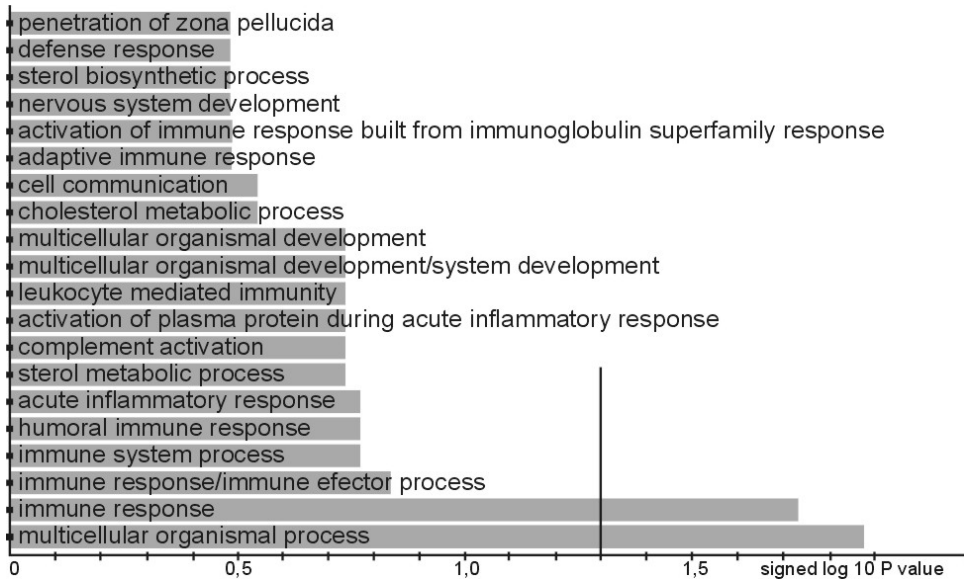 penetration of zona pellucida
defense response
sterol biosynthetic process
nervous system development
activation of immune response built from immunoglobulin superfamily response
adaptive immune response
cell communication
cholesterol metabolic process
multicellular organismal development
multicellular organismal development/system development
leukocyte mediated immunity
activation of plasma protein during acute inflammatory response
complement activation
sterol metabolic process
acute inflammatory response
humoral immune response
immune system process
immune response/immune efector process
immune response
multicellular organismal process
0 0,5 1,0 1,5 signed log 10 P value